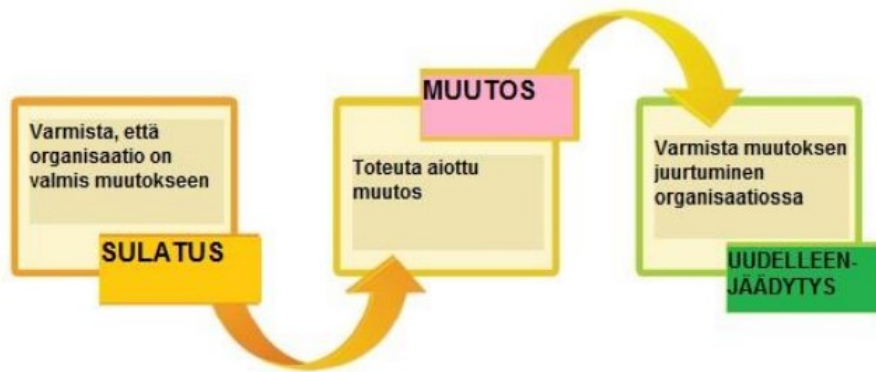 Varmista, että
organisaatio on
valmis muutokseen
SULATUS
MUUTOS
Toteuta aiottu
muutos
Varmista muutoksen
juurtuminen
organisaatiossa
UUDELLEEN-
JÄÄDYTYS